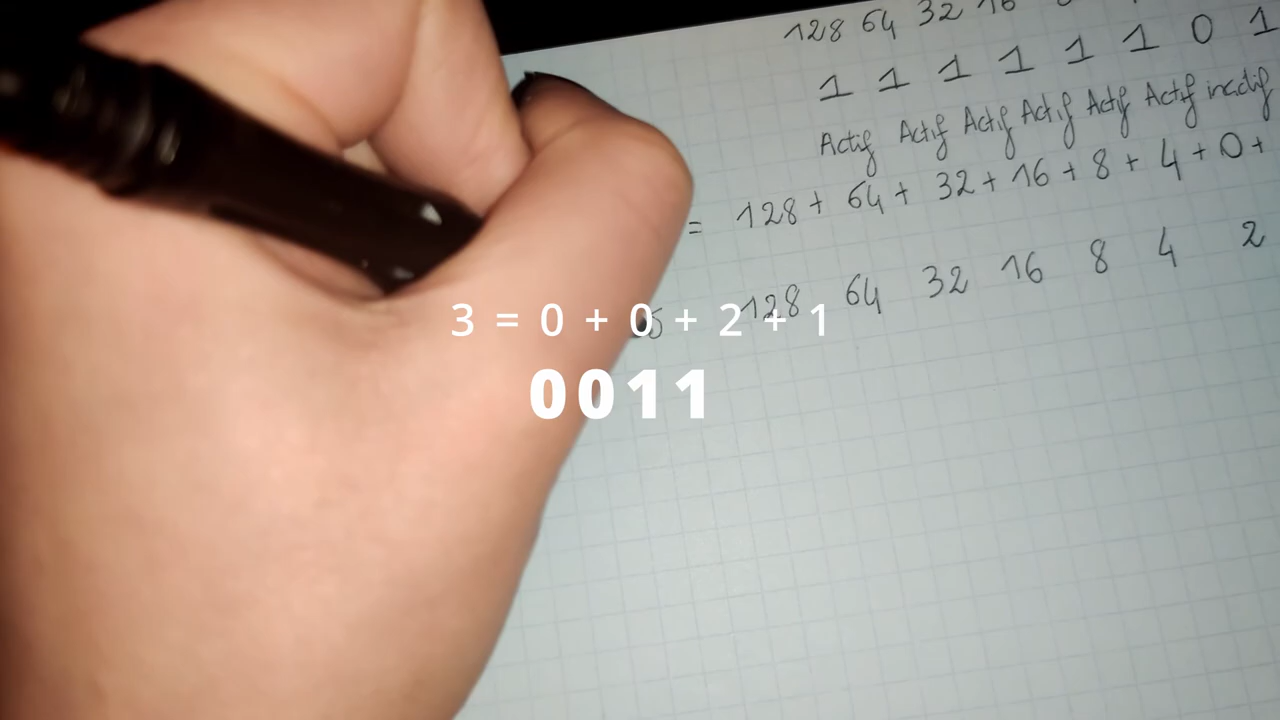 128 64 32 16
1 1 1 1 1 1 0 1
Actif Actif Actif Actif Actif Actif inactif
= 128 + 64 + 32 + 16 + 8 + 4 + 0 +
128 64 32 16 8 4 2
3 = 0 + 0 + 2 + 1
0011